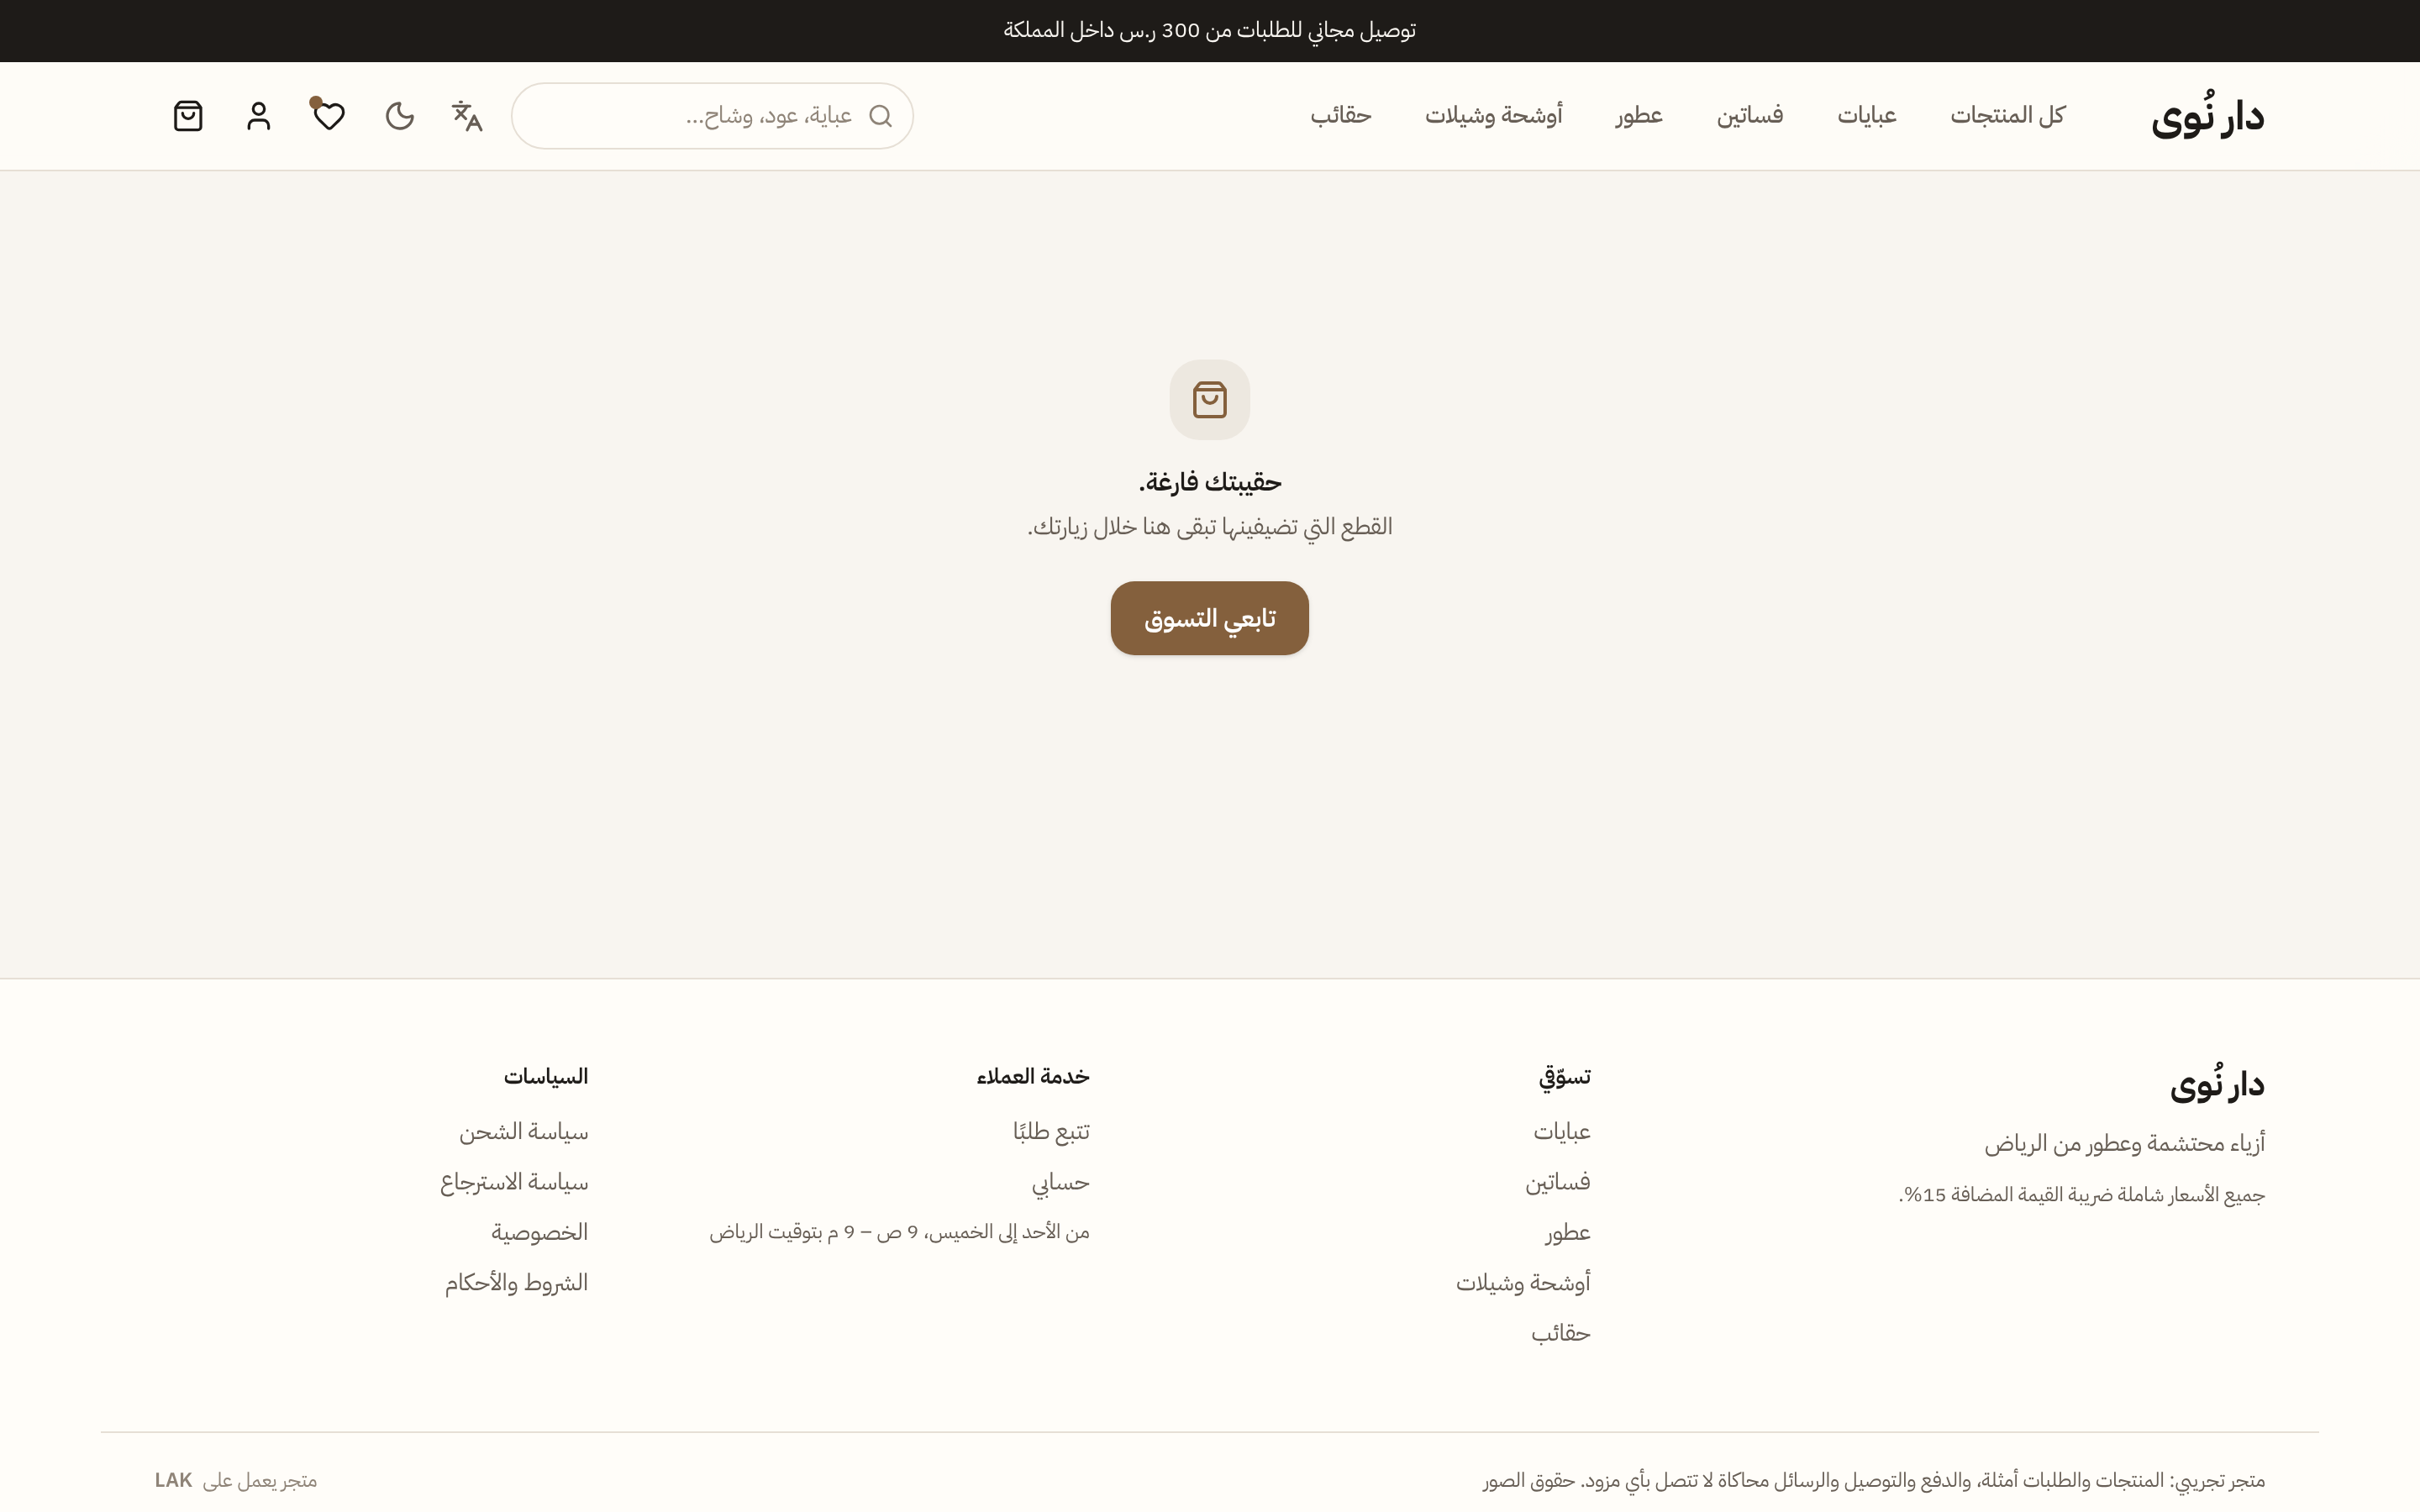 توصيل مجاني للطلبات من 300 ر.س داخل المملكة
دار نُوى
كل المنتجات
عبايات
فساتين
عطور
أوشحة وشيلات
حقائب
عباية، عود، وشاح...
حقيبتك فارغة.
القطع التي تضيفينها تبقى هنا خلال زيارتك.
تابعي التسوق
دار نُوى
أزياء محتشمة وعطور من الرياض
جميع الأسعار شاملة ضريبة القيمة المضافة 15%.
تسوّقي
عبايات
فساتين
عطور
أوشحة وشيلات
حقائب
خدمة العملاء
تتبع طلبًا
حسابي
من الأحد إلى الخميس، 9 ص – 9 م بتوقيت الرياض
السياسات
سياسة الشحن
سياسة الاسترجاع
الخصوصية
الشروط والأحكام
متجر تجريبي: المنتجات والطلبات أمثلة، والدفع والتوصيل والرسائل محاكاة لا تتصل بأي مزود. حقوق الصور
متجر يعمل على LAK